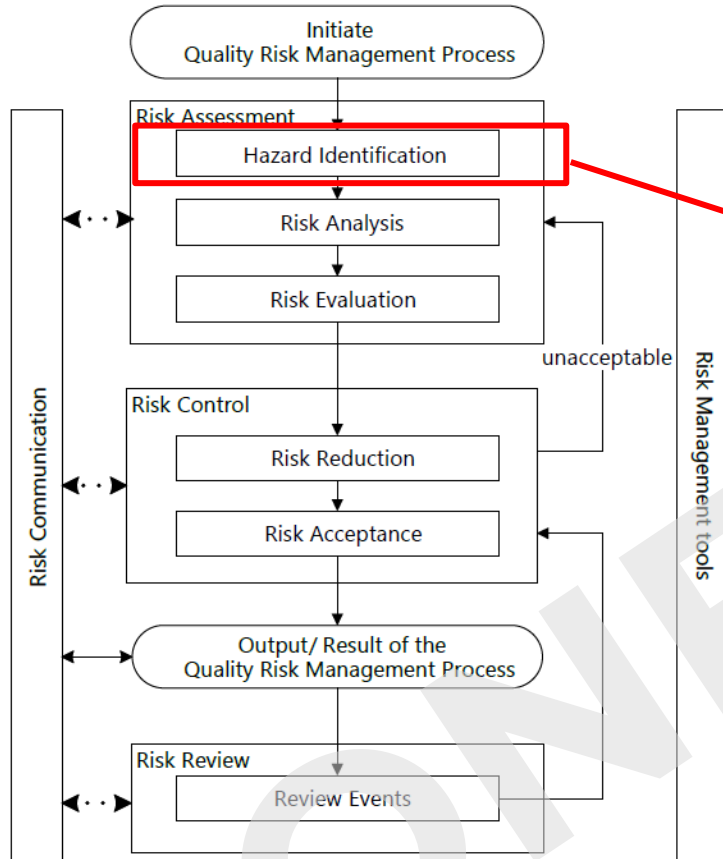 Initiate
Quality Risk Management Process
Risk Assessment
Hazard Identification
Risk Analysis
Risk Evaluation
unacceptable
Risk Control
Risk Reduction
Risk Acceptance
Output/ Result of the
Quality Risk Management Process
Risk Review
Review Events
Risk Communication
Risk Management tools